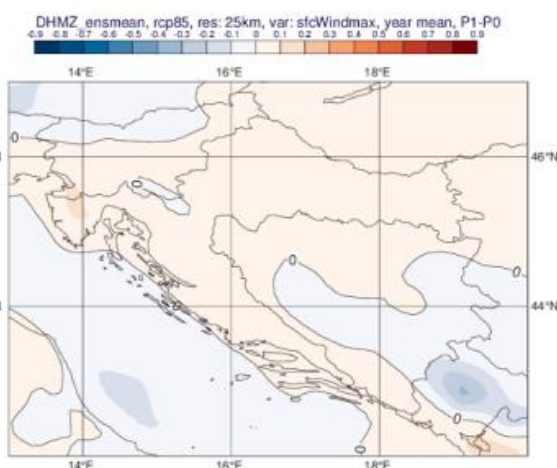 DHMZ_ensmean, rcp85, res: 25km, var: sfcWindmax, year mean, P1-P0
-0.9 -0.8 -0.7 -0.6 -0.5 -0.4 -0.3 -0.2 -0.1 0 0.1 0.2 0.3 0.4 0.5 0.6 0.7 0.8 0.9
14°E 16°E 18°E
0
46°N
0
0 0
44°N
0
0
0
14°E 16°E 18°E